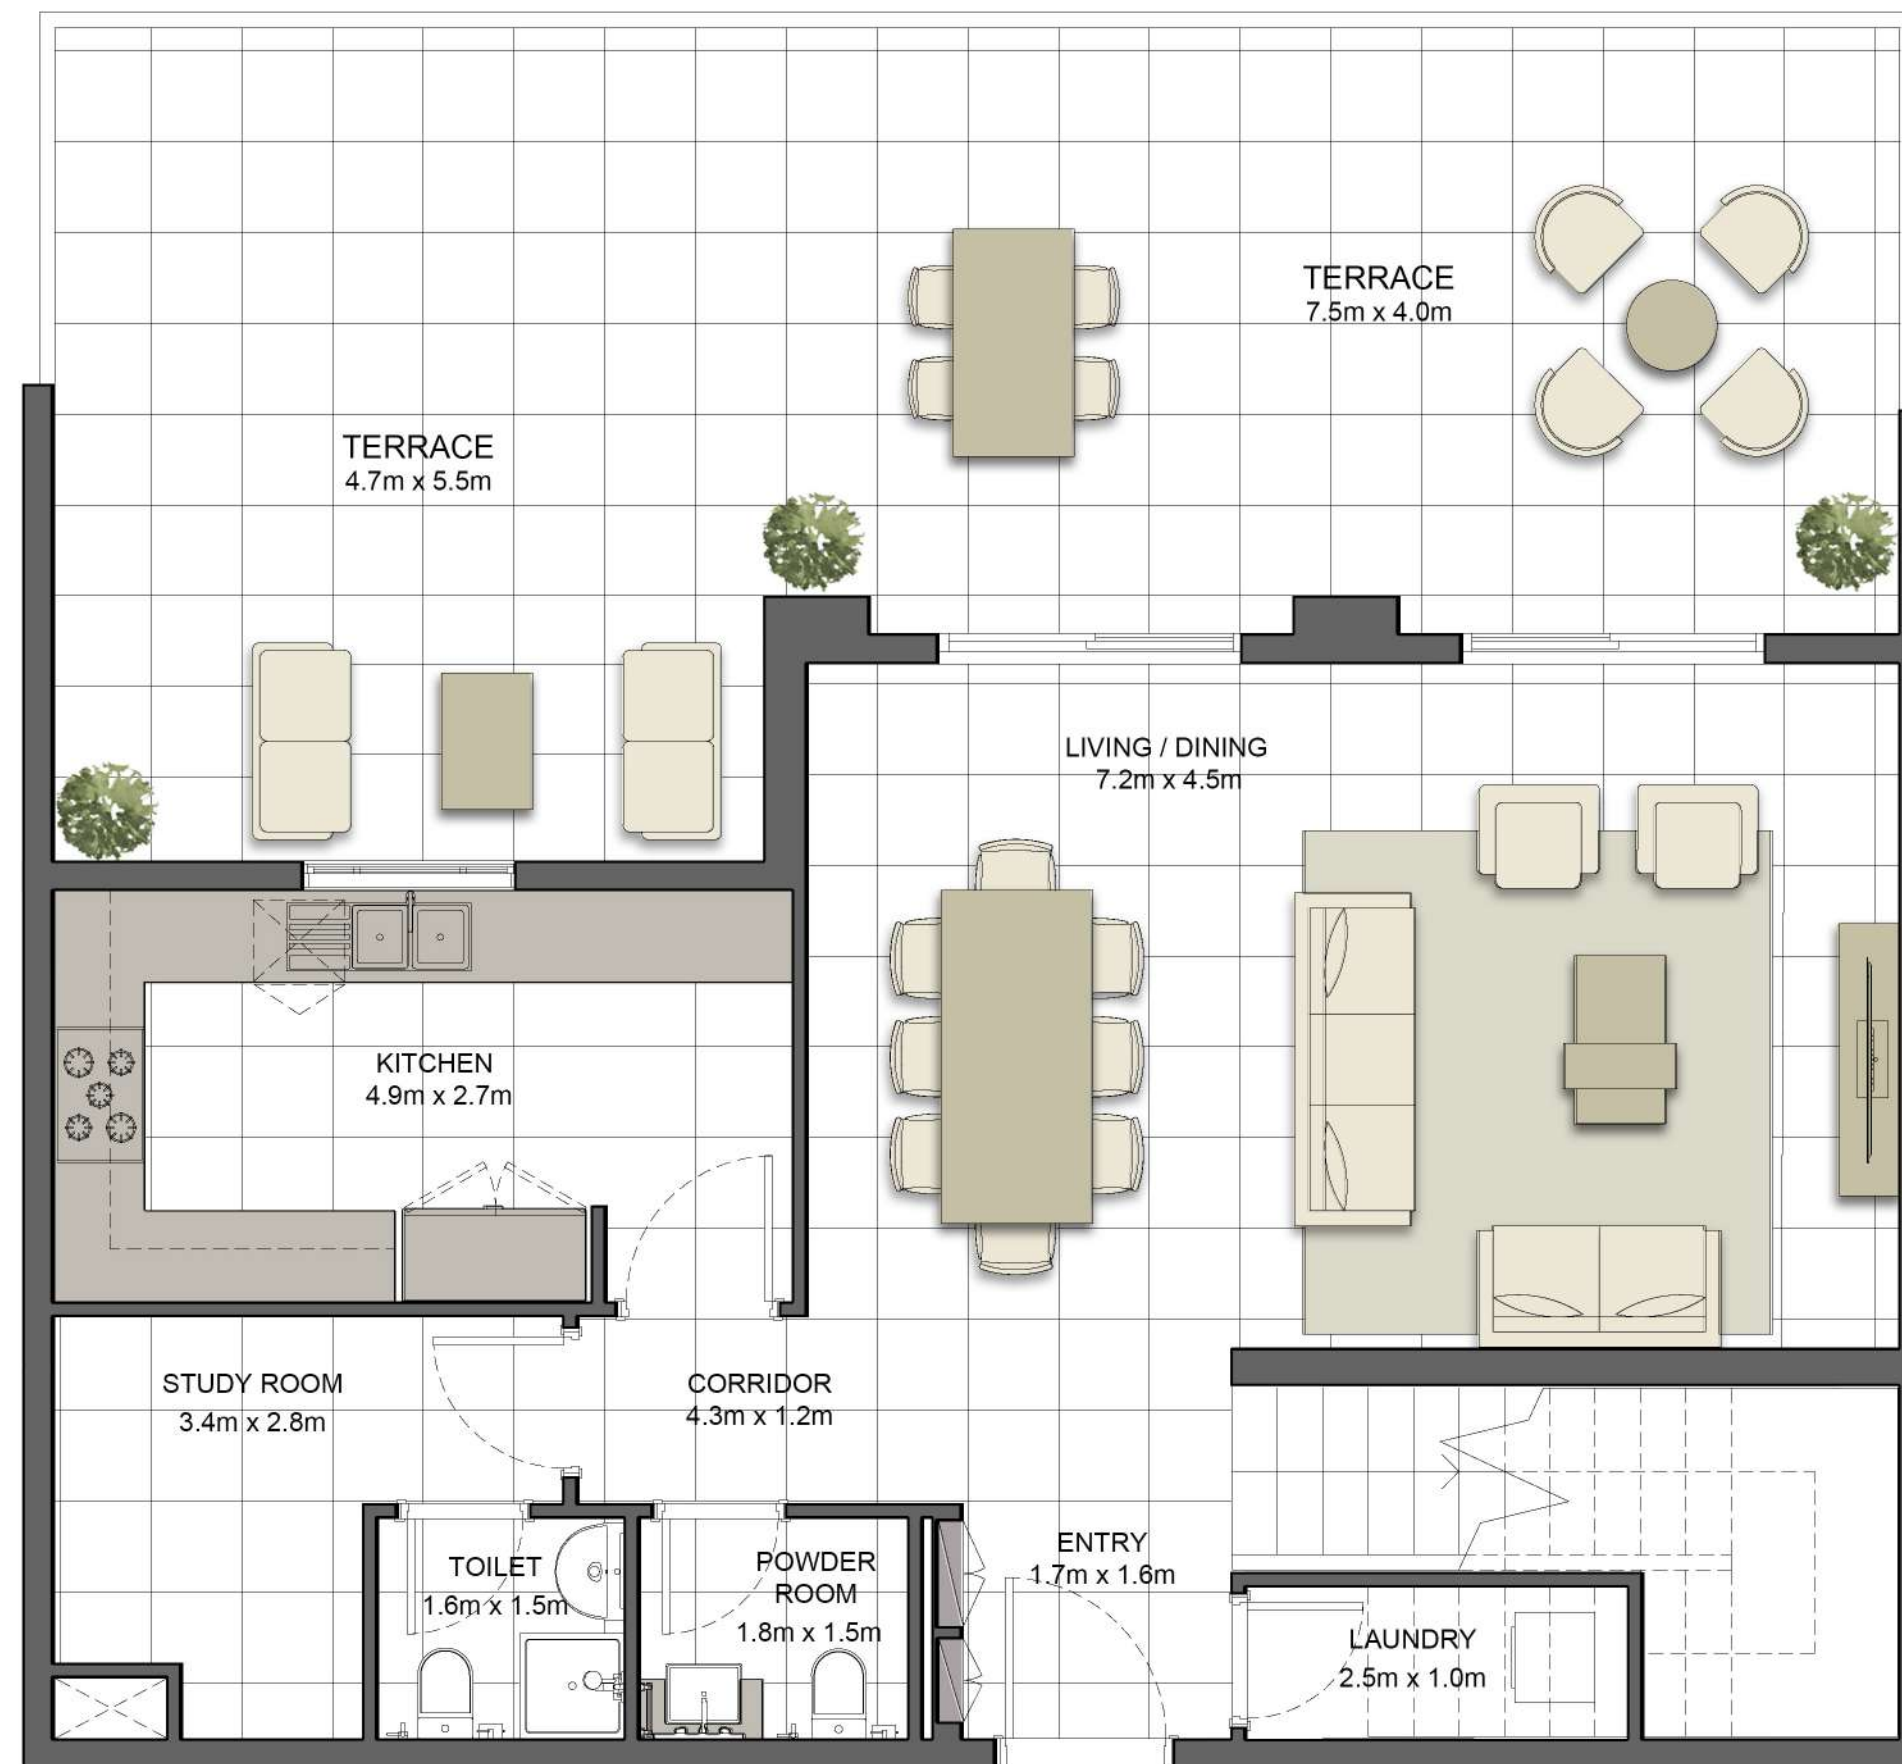 TERRACE
7.5m x 4.0m
TERRACE
4.7m x 5.5m
LIVING / DINING
7.2m x 4.5m
KITCHEN
4.9m x 2.7m
STUDY ROOM
3.4m x 2.8m
CORRIDOR
4.3m x 1.2m
TOILET
1.6m x 1.5m
POWDER
ROOM
1.8m x 1.5m
ENTRY
1.7m x 1.6m
LAUNDRY
2.5m x 1.0m